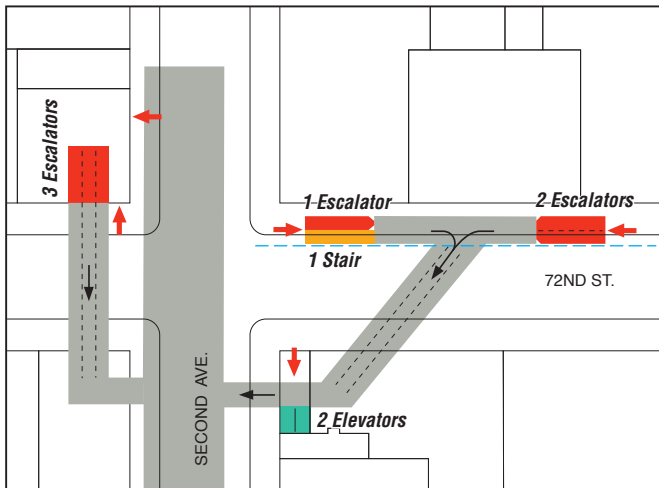 3 Escalators
1 Escalator
2 Escalators
1 Stair
72ND ST.
SECOND AVE.
2 Elevators